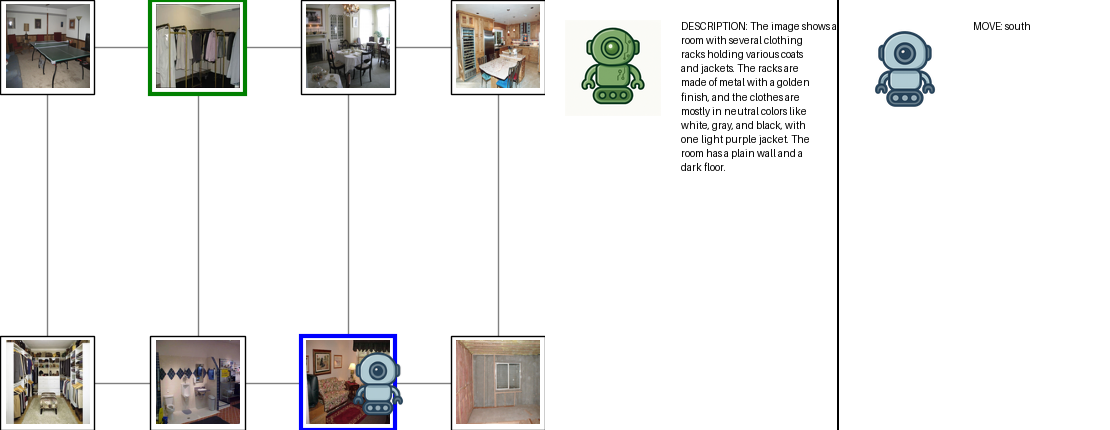 DESCRIPTION: The image shows a
room with several clothing
racks holding various coats
and jackets. The racks are
made of metal with a golden
finish, and the clothes are
mostly in neutral colors like
white, gray, and black, with
one light purple jacket. The
room has a plain wall and a
dark floor.
MOVE: south